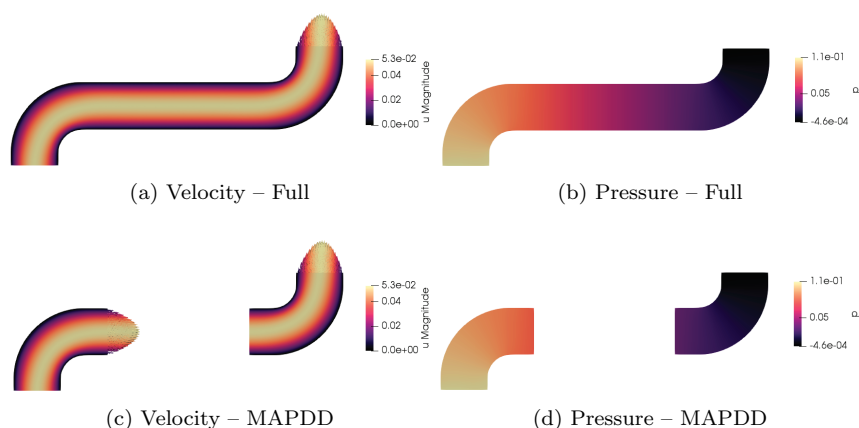 5.3e-02
0.04
0.02
0.0e+00
u Magnitude
1.1e-01
0.05
-4.6e-04
p
(a) Velocity – Full
(b) Pressure – Full
5.3e-02
0.04
0.02
0.0e+00
u Magnitude
1.1e-01
0.05
-4.6e-04
p
(c) Velocity – MAPDD
(d) Pressure – MAPDD